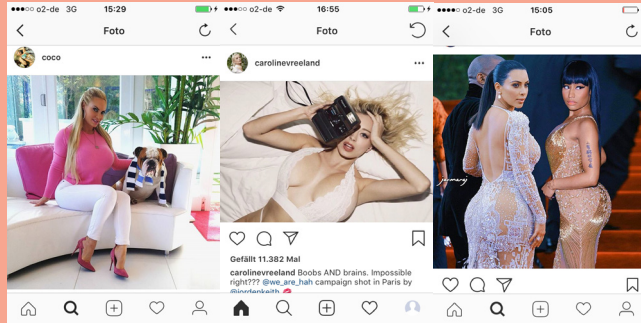 ●●●○○ o2-de 3G 15:29
Foto
coco
●●●○○ o2-de 16:55
Foto
carolinevreeland
Gefällt 11.382 Mal
carolinevreeland Boobs AND brains. Impossible
right??? @we_are_hah campaign shot in Paris by
@jordenkeith
●●●●○ o2-de 3G 15:05
Foto